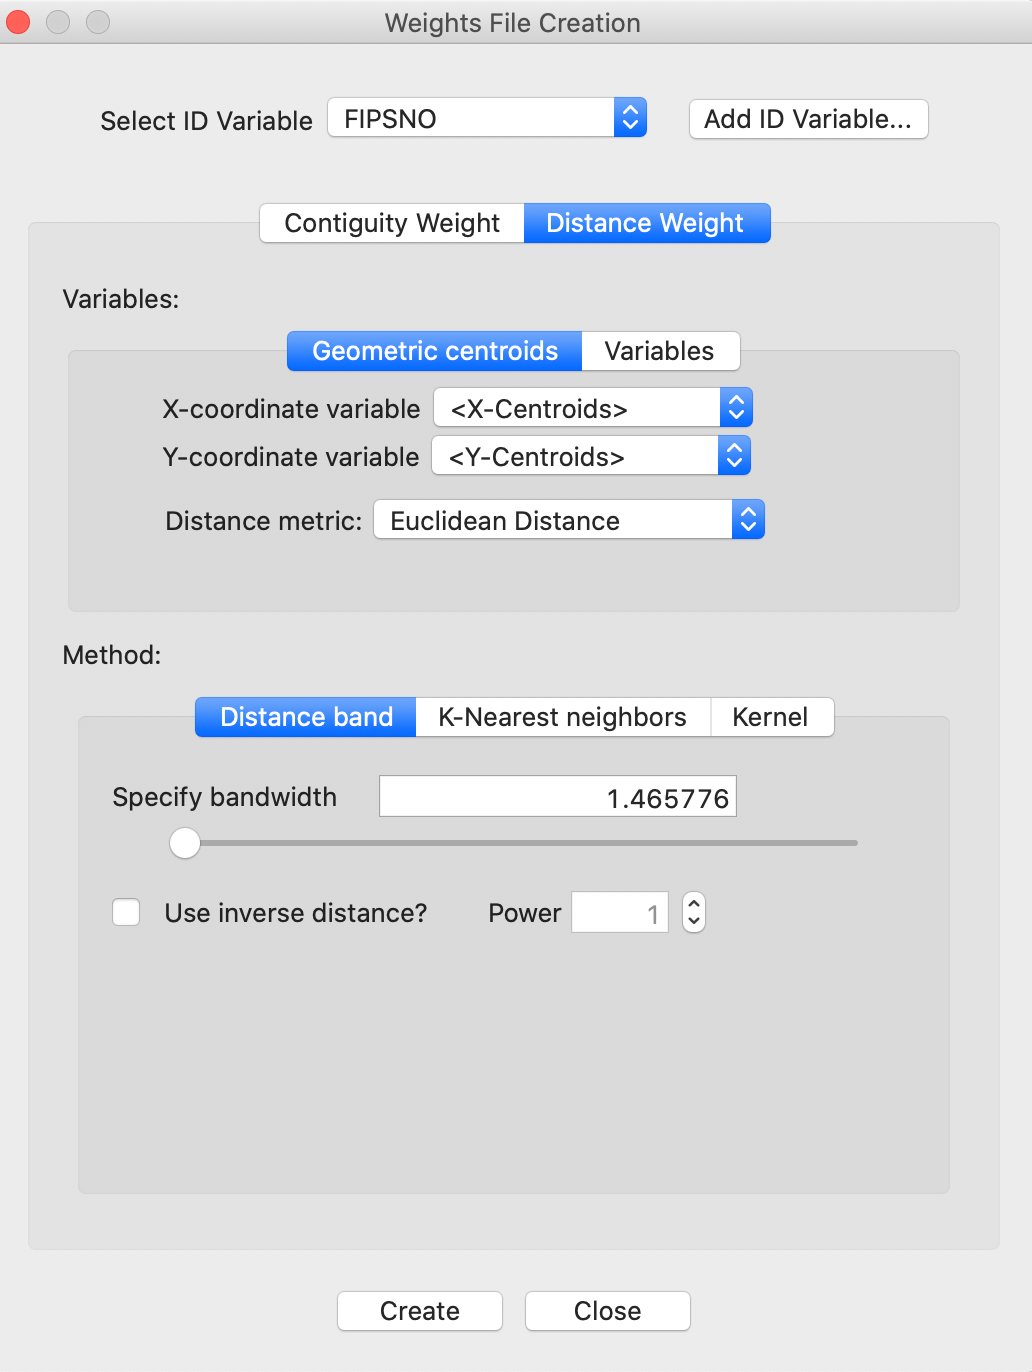 Weights File Creation
Select ID Variable FIPSNO Add ID Variable...
Contiguity Weight Distance Weight
Variables:
Geometric centroids Variables
X-coordinate variable <X-Centroids>
Y-coordinate variable <Y-Centroids>
Distance metric: Euclidean Distance
Method:
Distance band K-Nearest neighbors Kernel
Specify bandwidth 1.465776
Use inverse distance? Power 1
Create Close